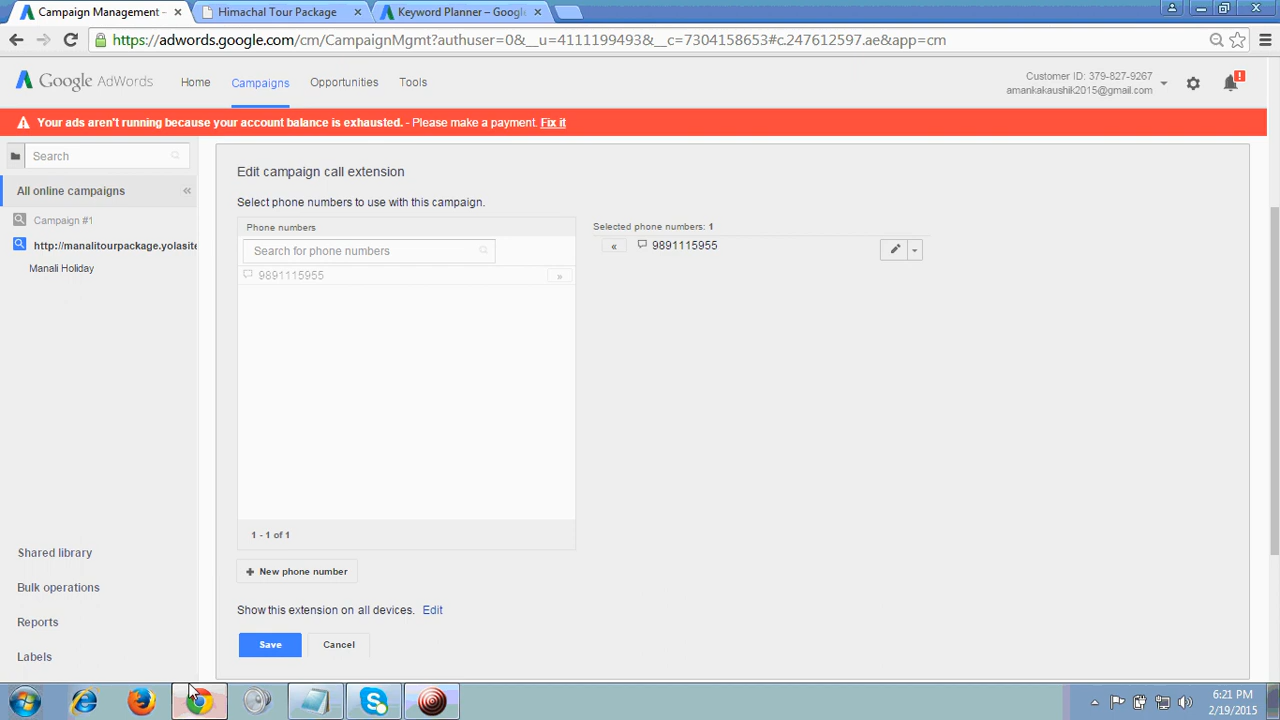 Campaign Management -
Himachal Tour Package
Keyword Planner – Google
https://adwords.google.com/cm/CampaignMgmt?authuser=0&__u=4111199493&__c=7304158653#c.247612597.ae&app=cm
Google AdWords
Home
Campaigns
Opportunities
Tools
Customer ID: 379-827-9267
amankakaushik2015@gmail.com
!
Your ads aren't running because your account balance is exhausted. - Please make a payment. Fix it
Search
All online campaigns «
Campaign #1
http://manalitourpackage.yolasite
Manali Holiday
Shared library
Bulk operations
Reports
Labels
Edit campaign call extension
Select phone numbers to use with this campaign.
Phone numbers
Search for phone numbers
9891115955 »
1 - 1 of 1
Selected phone numbers: 1
« 9891115955
+ New phone number
Show this extension on all devices. Edit
Save
Cancel
6:21 PM
2/19/2015